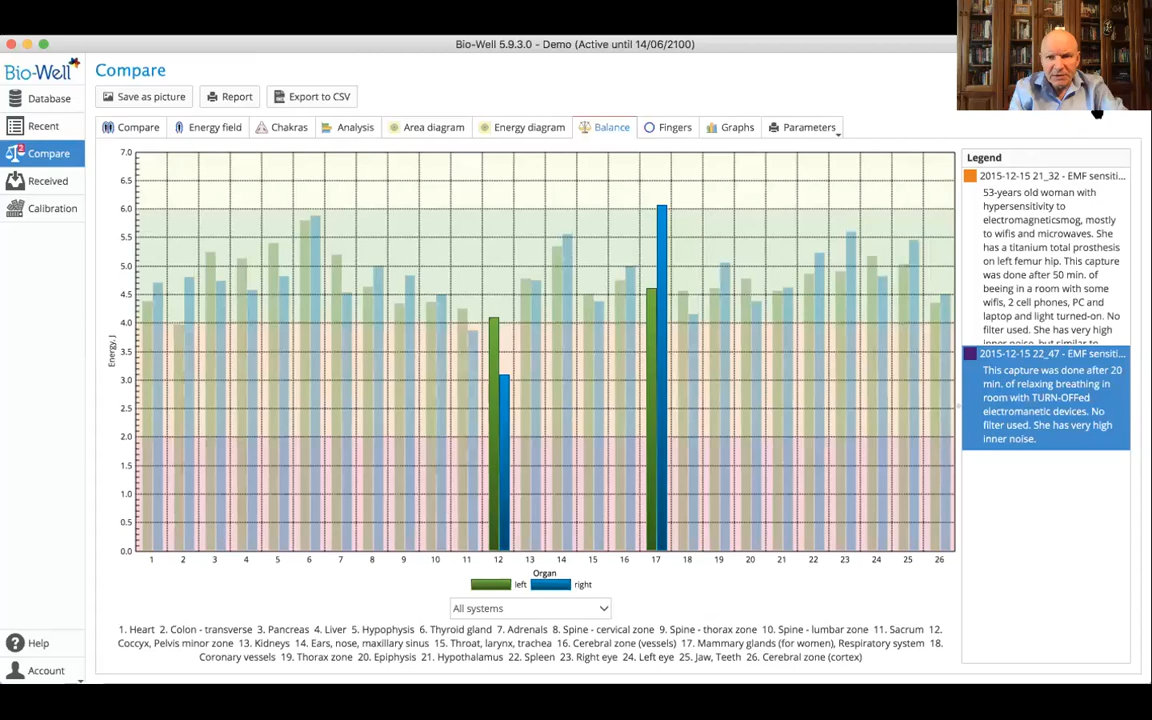 Bio-Well 5.9.3.0 - Demo (Active until 14/06/2100)
Bio-Well
Database
Recent
2
Compare
Received
Calibration
Help
Account
Compare
Save as picture
Report
Export to CSV
Compare
Energy field
Chakras
Analysis
Area diagram
Energy diagram
Balance
Fingers
Graphs
Parameters
Energy, J
7.0
6.5
6.0
5.5
5.0
4.5
4.0
3.5
3.0
2.5
2.0
1.5
1.0
0.5
0.0
1 2 3 4 5 6 7 8 9 10 11 12 13 14 15 16 17 18 19 20 21 22 23 24 25 26
Organ
left right
All systems
1. Heart 2. Colon - transverse 3. Pancreas 4. Liver 5. Hypophysis 6. Thyroid gland 7. Adrenals 8. Spine - cervical zone 9. Spine - thorax zone 10. Spine - lumbar zone 11. Sacrum 12.
Coccyx, Pelvis minor zone 13. Kidneys 14. Ears, nose, maxillary sinus 15. Throat, larynx, trachea 16. Cerebral zone (vessels) 17. Mammary glands (for women), Respiratory system 18.
Coronary vessels 19. Thorax zone 20. Epiphysis 21. Hypothalamus 22. Spleen 23. Right eye 24. Left eye 25. Jaw, Teeth 26. Cerebral zone (cortex)
Legend
2015-12-15 21_32 - EMF sensiti...
53-years old woman with
hypersensitivity to
electromagneticsmog, mostly
to wifis and microwaves. She
has a titanium total prosthesis
on left femur hip. This capture
was done after 50 min. of
beeing in a room with some
wifis, 2 cell phones, PC and
laptop and light turned-on. No
filter used. She has very high
inner noise, but similar to
2015-12-15 22_47 - EMF sensiti...
This capture was done after 20
min. of relaxing breathing in
room with TURN-OFFed
electromanetic devices. No
filter used. She has very high
inner noise.